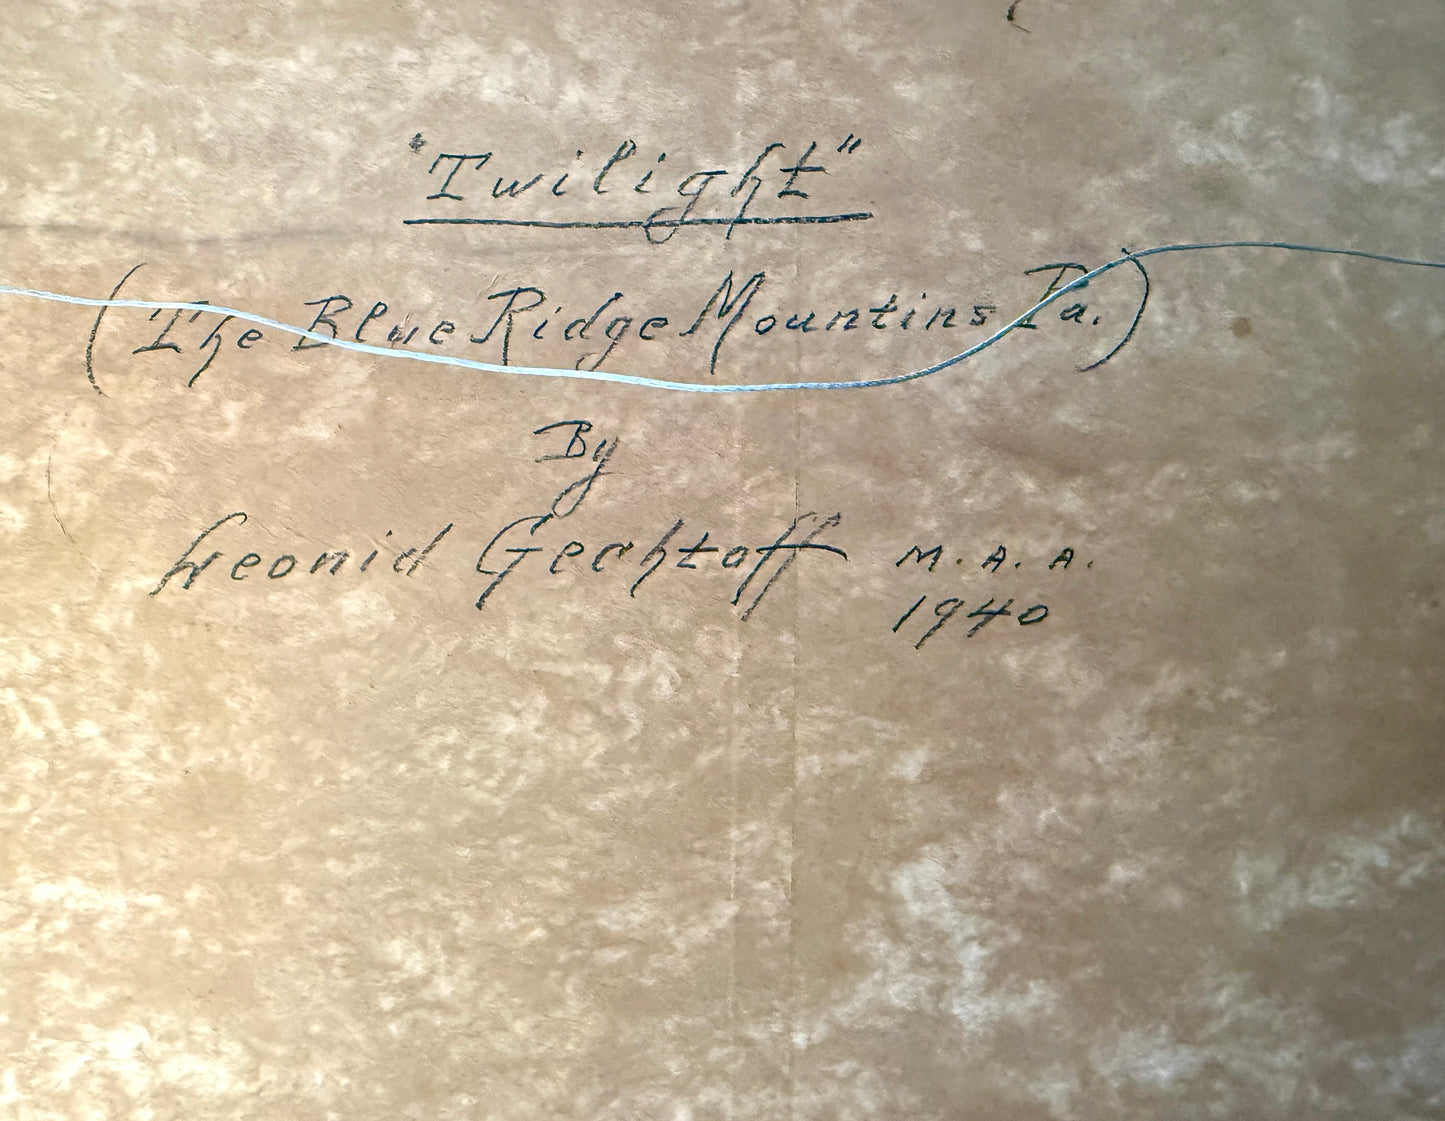 "Twilight"
(The Blue Ridge Mountins Pa.)
By
Leonid Gechtoff M.A.A.
1940